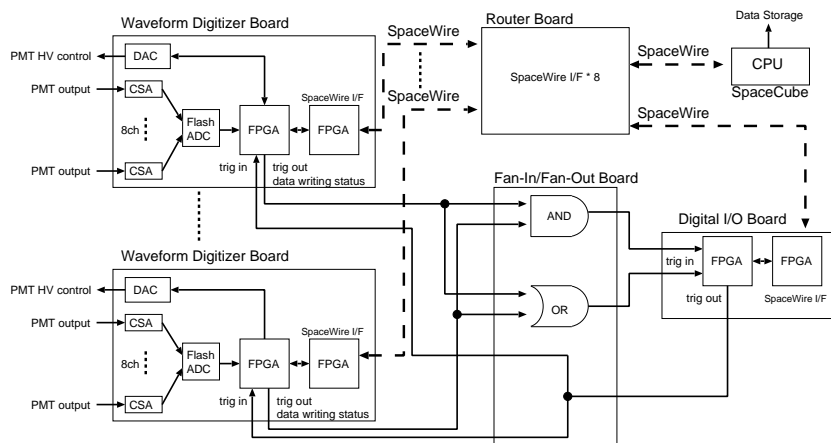 Waveform Digitizer Board
PMT HV control
DAC
PMT output
CSA
8ch
Flash
ADC
FPGA
SpaceWire I/F
FPGA
PMT output
CSA
trig in
trig out
data writing status
SpaceWire
SpaceWire
Router Board
SpaceWire I/F * 8
SpaceWire
Data Storage
CPU
SpaceCube
SpaceWire
Fan-In/Fan-Out Board
AND
OR
Digital I/O Board
trig in
FPGA
FPGA
trig out
SpaceWire I/F
Waveform Digitizer Board
PMT HV control
DAC
PMT output
CSA
8ch
Flash
ADC
FPGA
SpaceWire I/F
FPGA
PMT output
CSA
trig in
trig out
data writing status